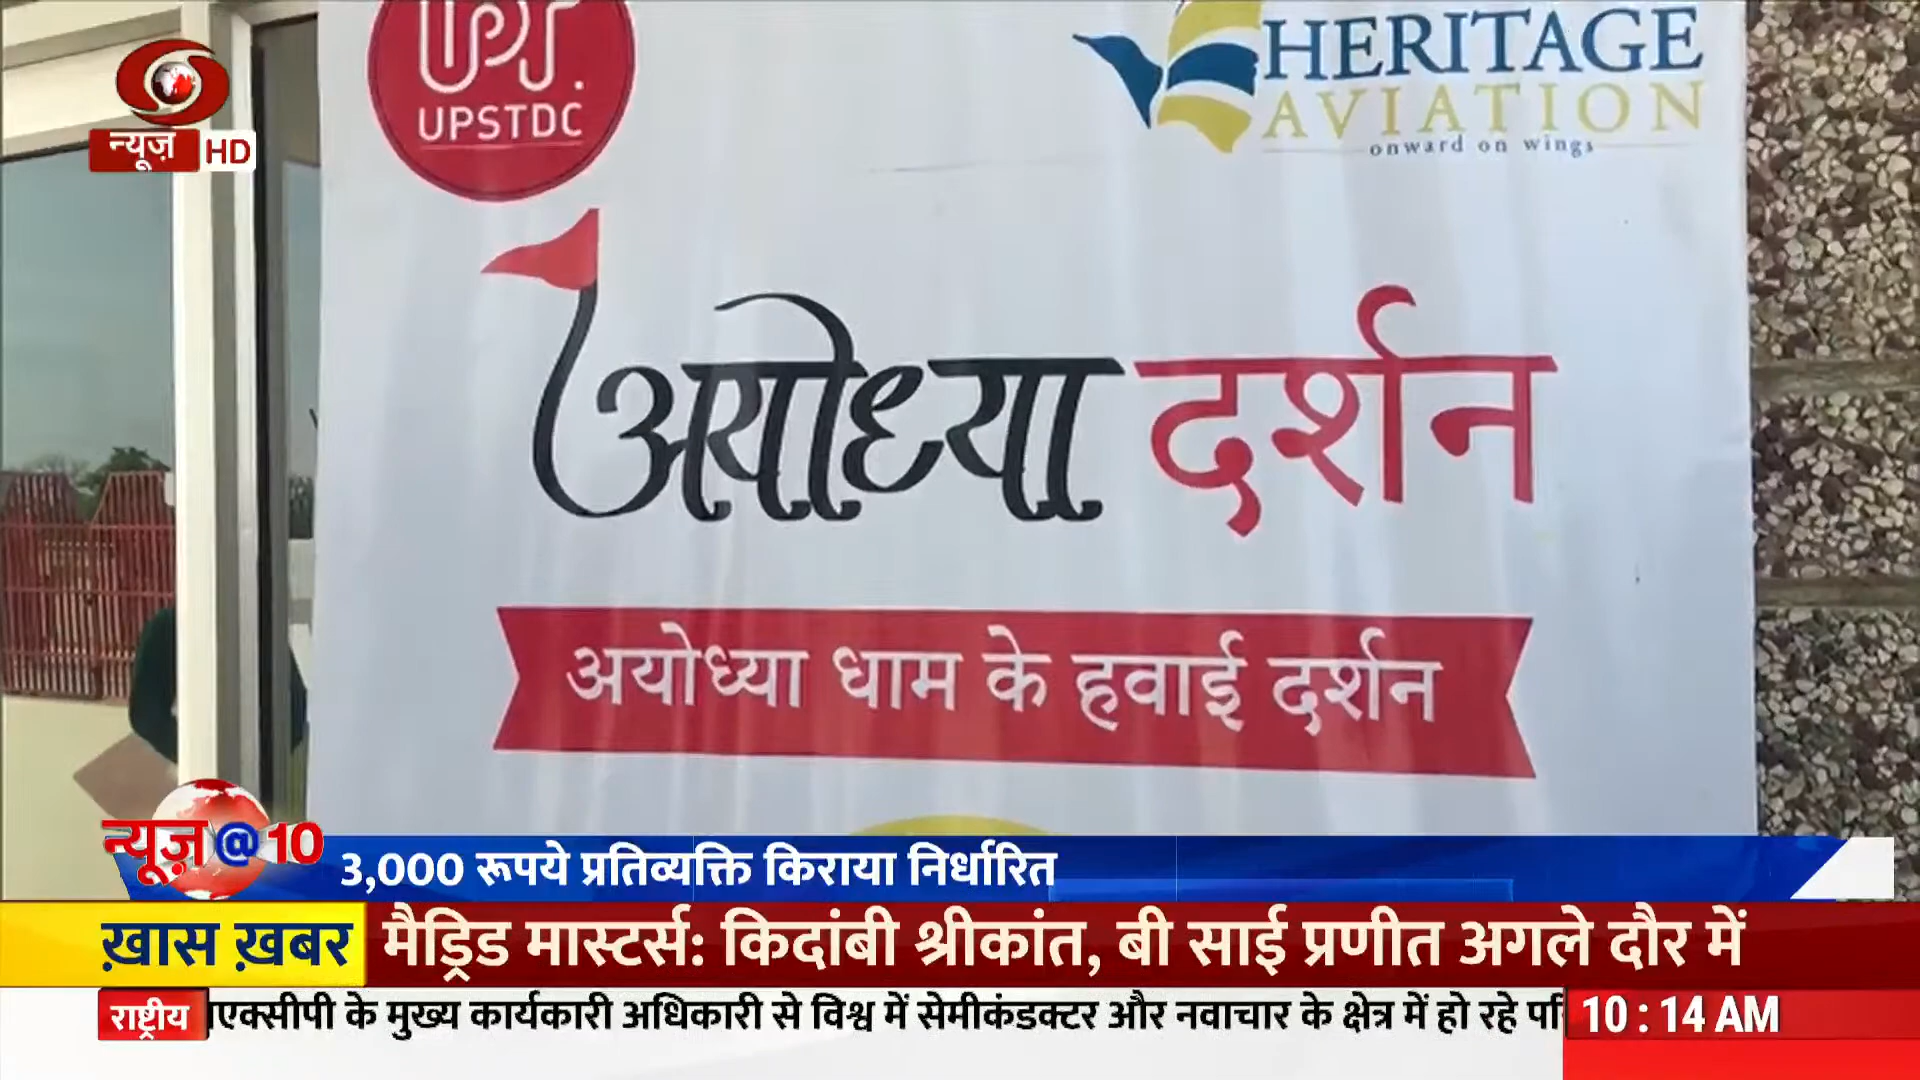 UPSTDC
HERITAGE
AVIATION
onward on wings
न्यूज़ HD
अयोध्या दर्शन
अयोध्या धाम के हवाई दर्शन
न्यूज़@10
3,000 रूपये प्रतिव्यक्ति किराया निर्धारित
ख़ास ख़बर
मैड्रिड मास्टर्स: किदांबी श्रीकांत, बी साई प्रणीत अगले दौर में
राष्ट्रीय
एक्सीपी के मुख्य कार्यकारी अधिकारी से विश्व में सेमीकंडक्टर और नवाचार के क्षेत्र में हो रहे
10 : 14 AM